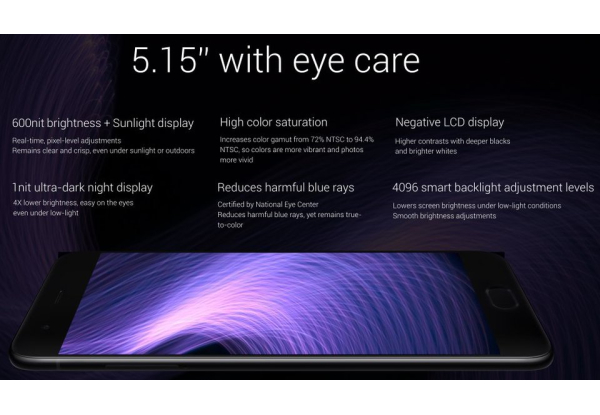 5.15" with eye care
600nit brightness + Sunlight display
Real-time, pixel-level adjustments
Remains clear and crisp, even under sunlight or outdoors
High color saturation
Increases color gamut from 72% NTSC to 94.4%
NTSC, so colors are more vibrant and photos
more vivid
Negative LCD display
Higher contrasts with deeper blacks
and brighter whites
1nit ultra-dark night display
4X lower brightness, easy on the eyes
even under low-light
Reduces harmful blue rays
Certified by National Eye Center
Reduces harmful blue rays, yet remains true-
to-color
4096 smart backlight adjustment levels
Lowers screen brightness under low-light conditions
Smooth brightness adjustments